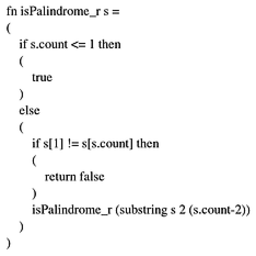 fn isPalindrome_r s =
(
if s.count <= 1 then
(
true
)
else
(
if s[1] != s[s.count] then
(
return false
)
isPalindrome_r (substring s 2 (s.count-2))
)
)